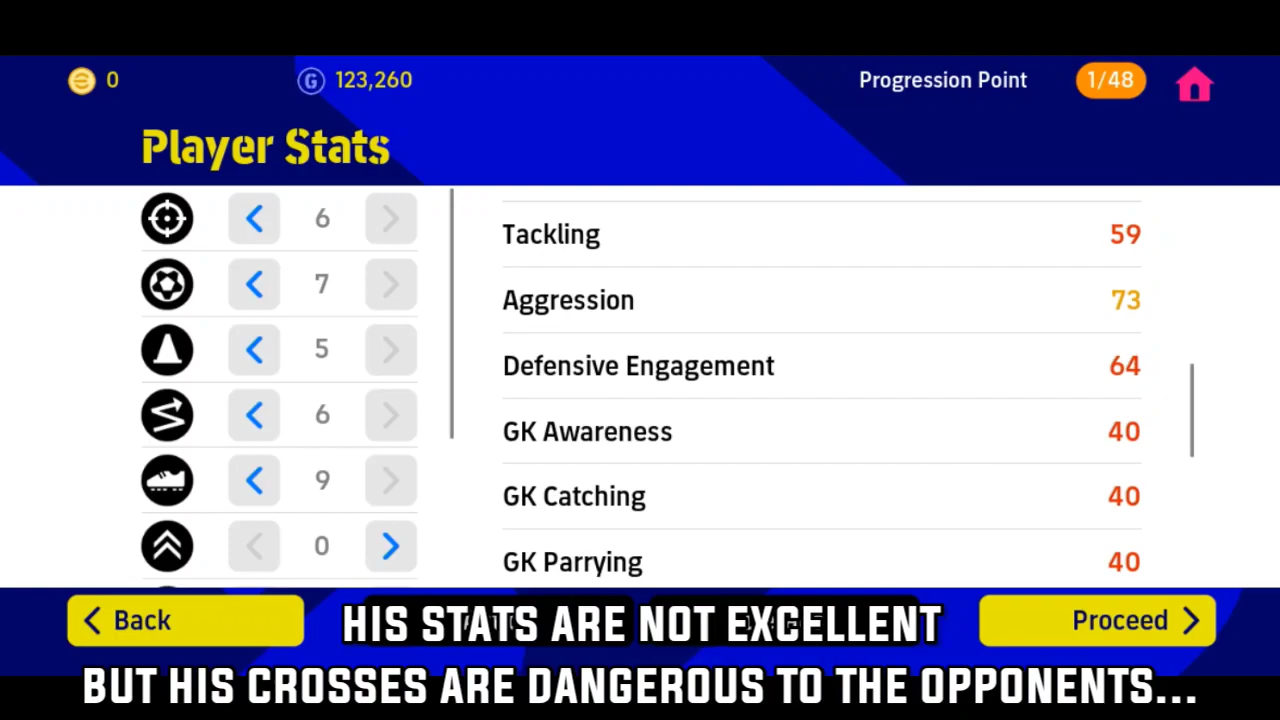 0
G 123,260
Progression Point 1/48
Player Stats
6
7
5
6
9
0
Tackling 59
Aggression 73
Defensive Engagement 64
GK Awareness 40
GK Catching 40
GK Parrying 40
Back
Proceed
HIS STATS ARE NOT EXCELLENT
BUT HIS CROSSES ARE DANGEROUS TO THE OPPONENTS...